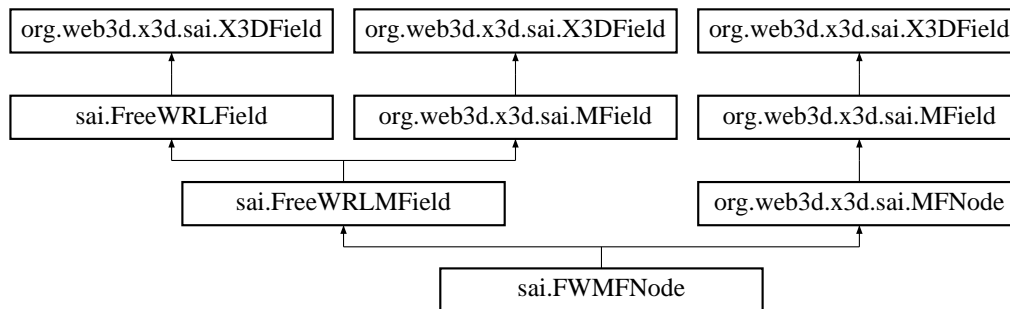 org.web3d.x3d.sai.X3DField org.web3d.x3d.sai.X3DField org.web3d.x3d.sai.X3DField
sai.FreeWRLField org.web3d.x3d.sai.MField org.web3d.x3d.sai.MField
sai.FreeWRLMField org.web3d.x3d.sai.MFNode
sai.FWMFNode